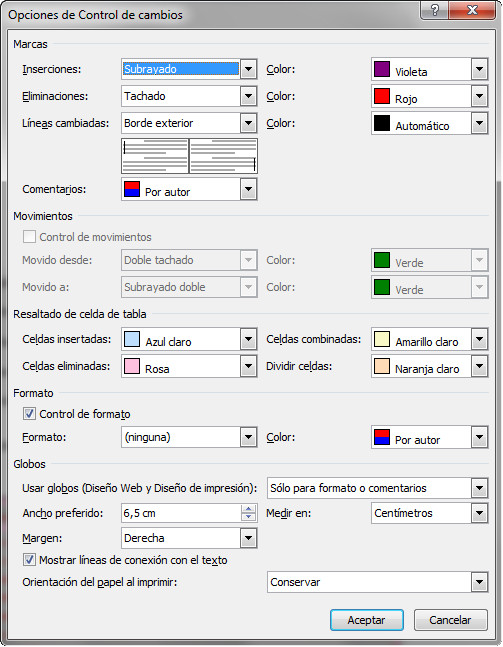 Opciones de Control de cambios
Marcas
Inserciones: Subrayado Color: Violeta
Eliminaciones: Tachado Color: Rojo
Líneas cambiadas: Borde exterior Color: Automático
Comentarios: Por autor
Movimientos
Control de movimientos
Movido desde: Doble tachado Color: Verde
Movido a: Subrayado doble Color: Verde
Resaltado de celda de tabla
Celdas insertadas: Azul claro Celdas combinadas: Amarillo claro
Celdas eliminadas: Rosa Dividir celdas: Naranja claro
Formato
Control de formato
Formato: (ninguna) Color: Por autor
Globos
Usar globos (Diseño Web y Diseño de impresión): Sólo para formato o comentarios
Ancho preferido: 6,5 cm Medir en: Centímetros
Margen: Derecha
Mostrar líneas de conexión con el texto
Orientación del papel al imprimir: Conservar
Aceptar Cancelar